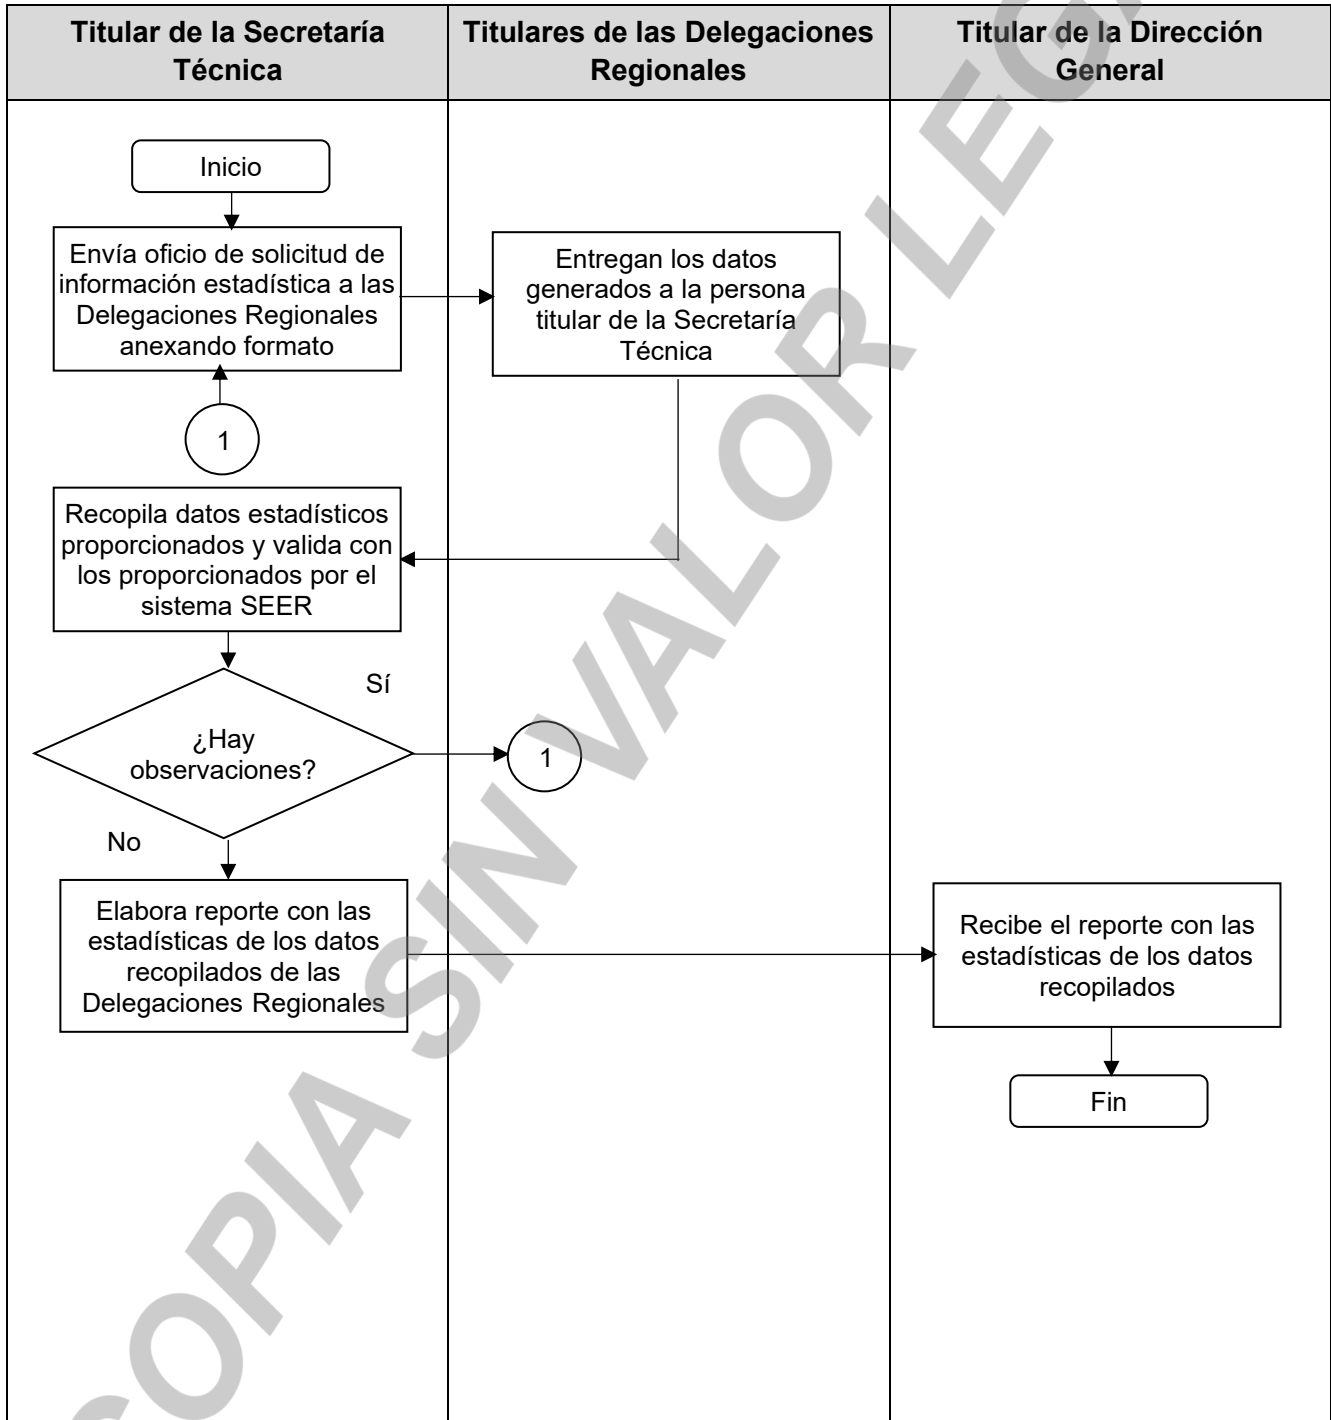 Titular de la Secretaría
Técnica
Titulares de las Delegaciones
Regionales
Titular de la Dirección
General
Inicio
Envía oficio de solicitud de
información estadística a las
Delegaciones Regionales
anexando formato
Entregan los datos
generados a la persona
titular de la Secretaría
Técnica
1
Recopila datos estadísticos
proporcionados y valida con
los proporcionados por el
sistema SEER
Sí
¿Hay
observaciones?
1
No
Elabora reporte con las
estadísticas de los datos
recopilados de las
Delegaciones Regionales
Recibe el reporte con las
estadísticas de los datos
recopilados
Fin
COPIA SIN VALOR LEGA